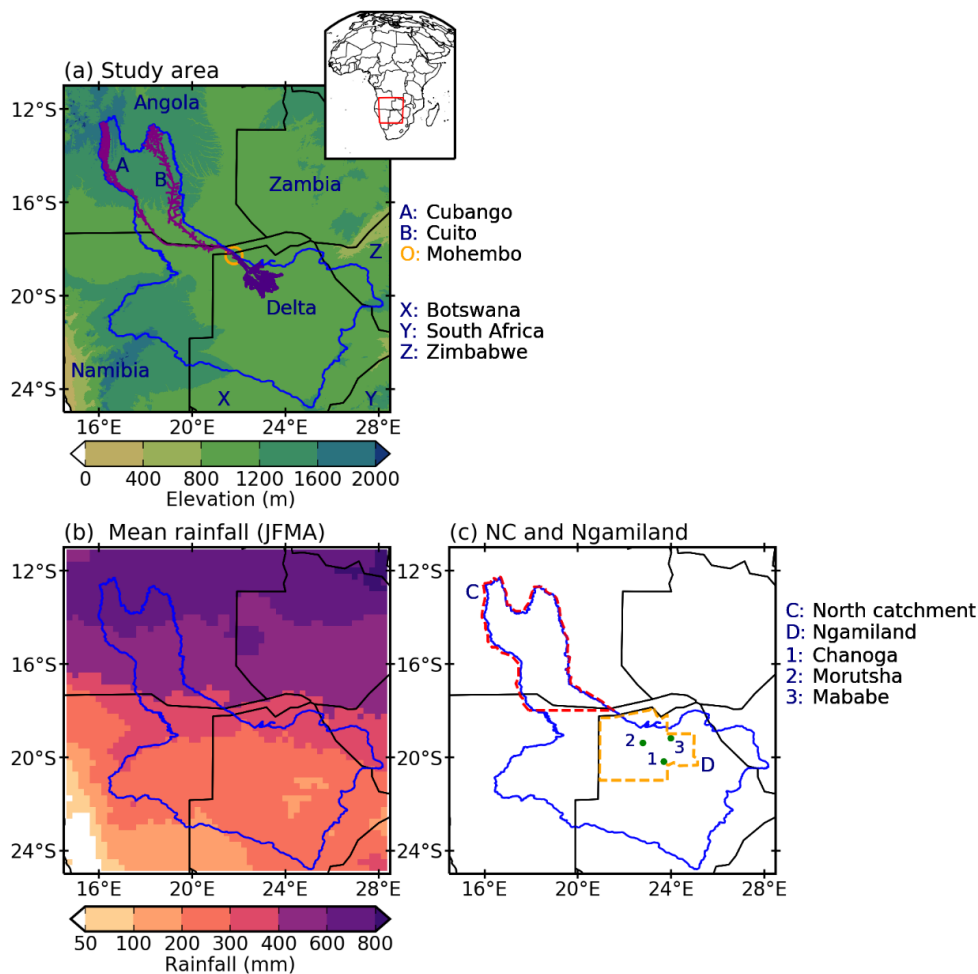 (a) Study area
12°S
16°S
20°S
24°S
Angola
A
B
Zambia
Z
Delta
Namibia
X
Y
16°E
20°E
24°E
28°E
A: Cubango
B: Cuito
O: Mohembo
X: Botswana
Y: South Africa
Z: Zimbabwe
0 400 800 1200 1600 2000
Elevation (m)
(b) Mean rainfall (JFMA)
12°S
16°S
20°S
24°S
16°E
20°E
24°E
28°E
50 100 200 300 400 600 800
Rainfall (mm)
(c) NC and Ngamiland
12°S
16°S
20°S
24°S
C
2
3
1
D
16°E
20°E
24°E
28°E
C: North catchment
D: Ngamiland
1: Chanoga
2: Morutsha
3: Mababe